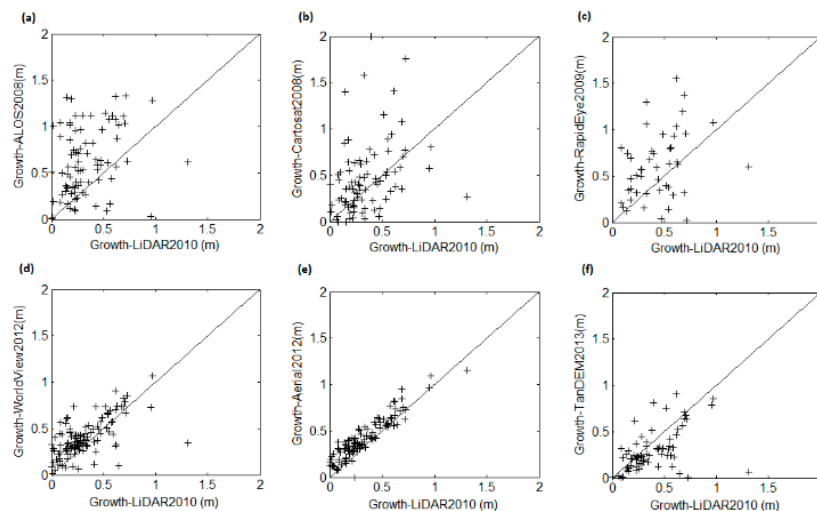 (a)
2
1.5
1
0.5
0
0 0.5 1 1.5 2
Growth-ALOS2008(m)
Growth-LiDAR2010 (m)
(b)
2
1.5
1
0.5
0
0 0.5 1 1.5 2
Growth-Cartosat2008(m)
Growth-LiDAR2010 (m)
(c)
2
1.5
1
0.5
0
0 0.5 1 1.5
Growth-RapidEye2009(m)
Growth-LiDAR2010 (m)
(d)
2
1.5
1
0.5
0
0 0.5 1 1.5 2
Growth-WorldView2012(m)
Growth-LiDAR2010 (m)
(e)
2
1.5
1
0.5
0
0 0.5 1 1.5 2
Growth-Aerial2012(m)
Growth-LiDAR2010 (m)
(f)
2
1.5
1
0.5
0
0 0.5 1 1.5
Growth-TanDEM2013(m)
Growth-LiDAR2010 (m)